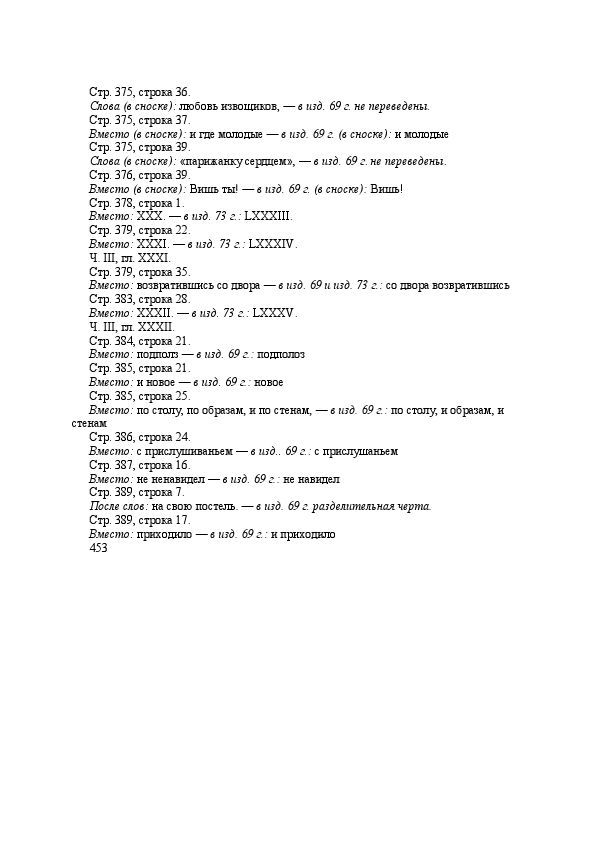 Стр. 375, строка 36.
Слова (в сноске): любовь извощиков, — в изд. 69 г. не переведены.
Стр. 375, строка 37.
Вместо (в сноске): и где молодые — в изд. 69 г. (в сноске): и молодые
Стр. 375, строка 39.
Слова (в сноске): «парижанку сердцем», — в изд. 69 г. не переведены.
Стр. 376, строка 39.
Вместо (в сноске): Вишь ты! — в изд. 69 г. (в сноске): Вишь!
Стр. 378, строка 1.
Вместо: XXX. — в изд. 73 г.: LXXXIII.
Стр. 379, строка 22.
Вместо: XXXI. — в изд. 73 г.: LXXXIV.
Ч. III, гл. XXXI.
Стр. 379, строка 35.
Вместо: возвратившись со двора — в изд. 69 и изд. 73 г.: со двора возвратившись
Стр. 383, строка 28.
Вместо: XXXII. — в изд. 73 г.: LXXXV.
Ч. III, гл. XXXII.
Стр. 384, строка 21.
Вместо: подполз — в изд. 69 г.: подполоз
Стр. 385, строка 21.
Вместо: и новое — в изд. 69 г.: новое
Стр. 385, строка 25.
Вместо: по столу, по образам, и по стенам, — в изд. 69 г.: по столу, и образам, и
стенам
Стр. 386, строка 24.
Вместо: с прислушиваньем — в изд.. 69 г.: с прислушаньем
Стр. 387, строка 16.
Вместо: не ненавидел — в изд. 69 г.: не навидел
Стр. 389, строка 7.
После слов: на свою постель. — в изд. 69 г. разделительная черта.
Стр. 389, строка 17.
Вместо: приходило — в изд. 69 г.: и приходило
453